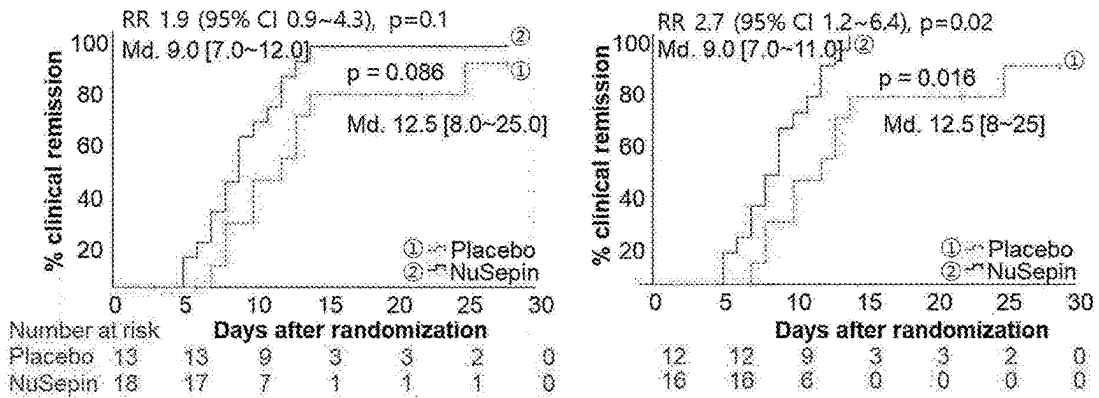 RR 1.9 (95% CI 0.9~4.3), p=0.1
Md. 9.0 [7.0~12.0]
100
80
60
40
20
% clinical remission
②
①
p = 0.086
Md. 12.5 [8.0~25.0]
① Placebo
② NuSepin
0 5 10 15 20 25 30
Days after randomization
Number at risk
Placebo 13 13 9 3 3 2 0
NuSepin 18 17 7 1 1 1 0
RR 2.7 (95% CI 1.2~6.4), p=0.02
Md. 9.0 [7.0~11.0]
100
80
60
40
20
% clinical remission
②
①
p = 0.016
Md. 12.5 [8~25]
① Placebo
② NuSepin
0 5 10 15 20 25 30
Days after randomization
12 12 9 3 3 2 0
16 16 6 0 0 0 0